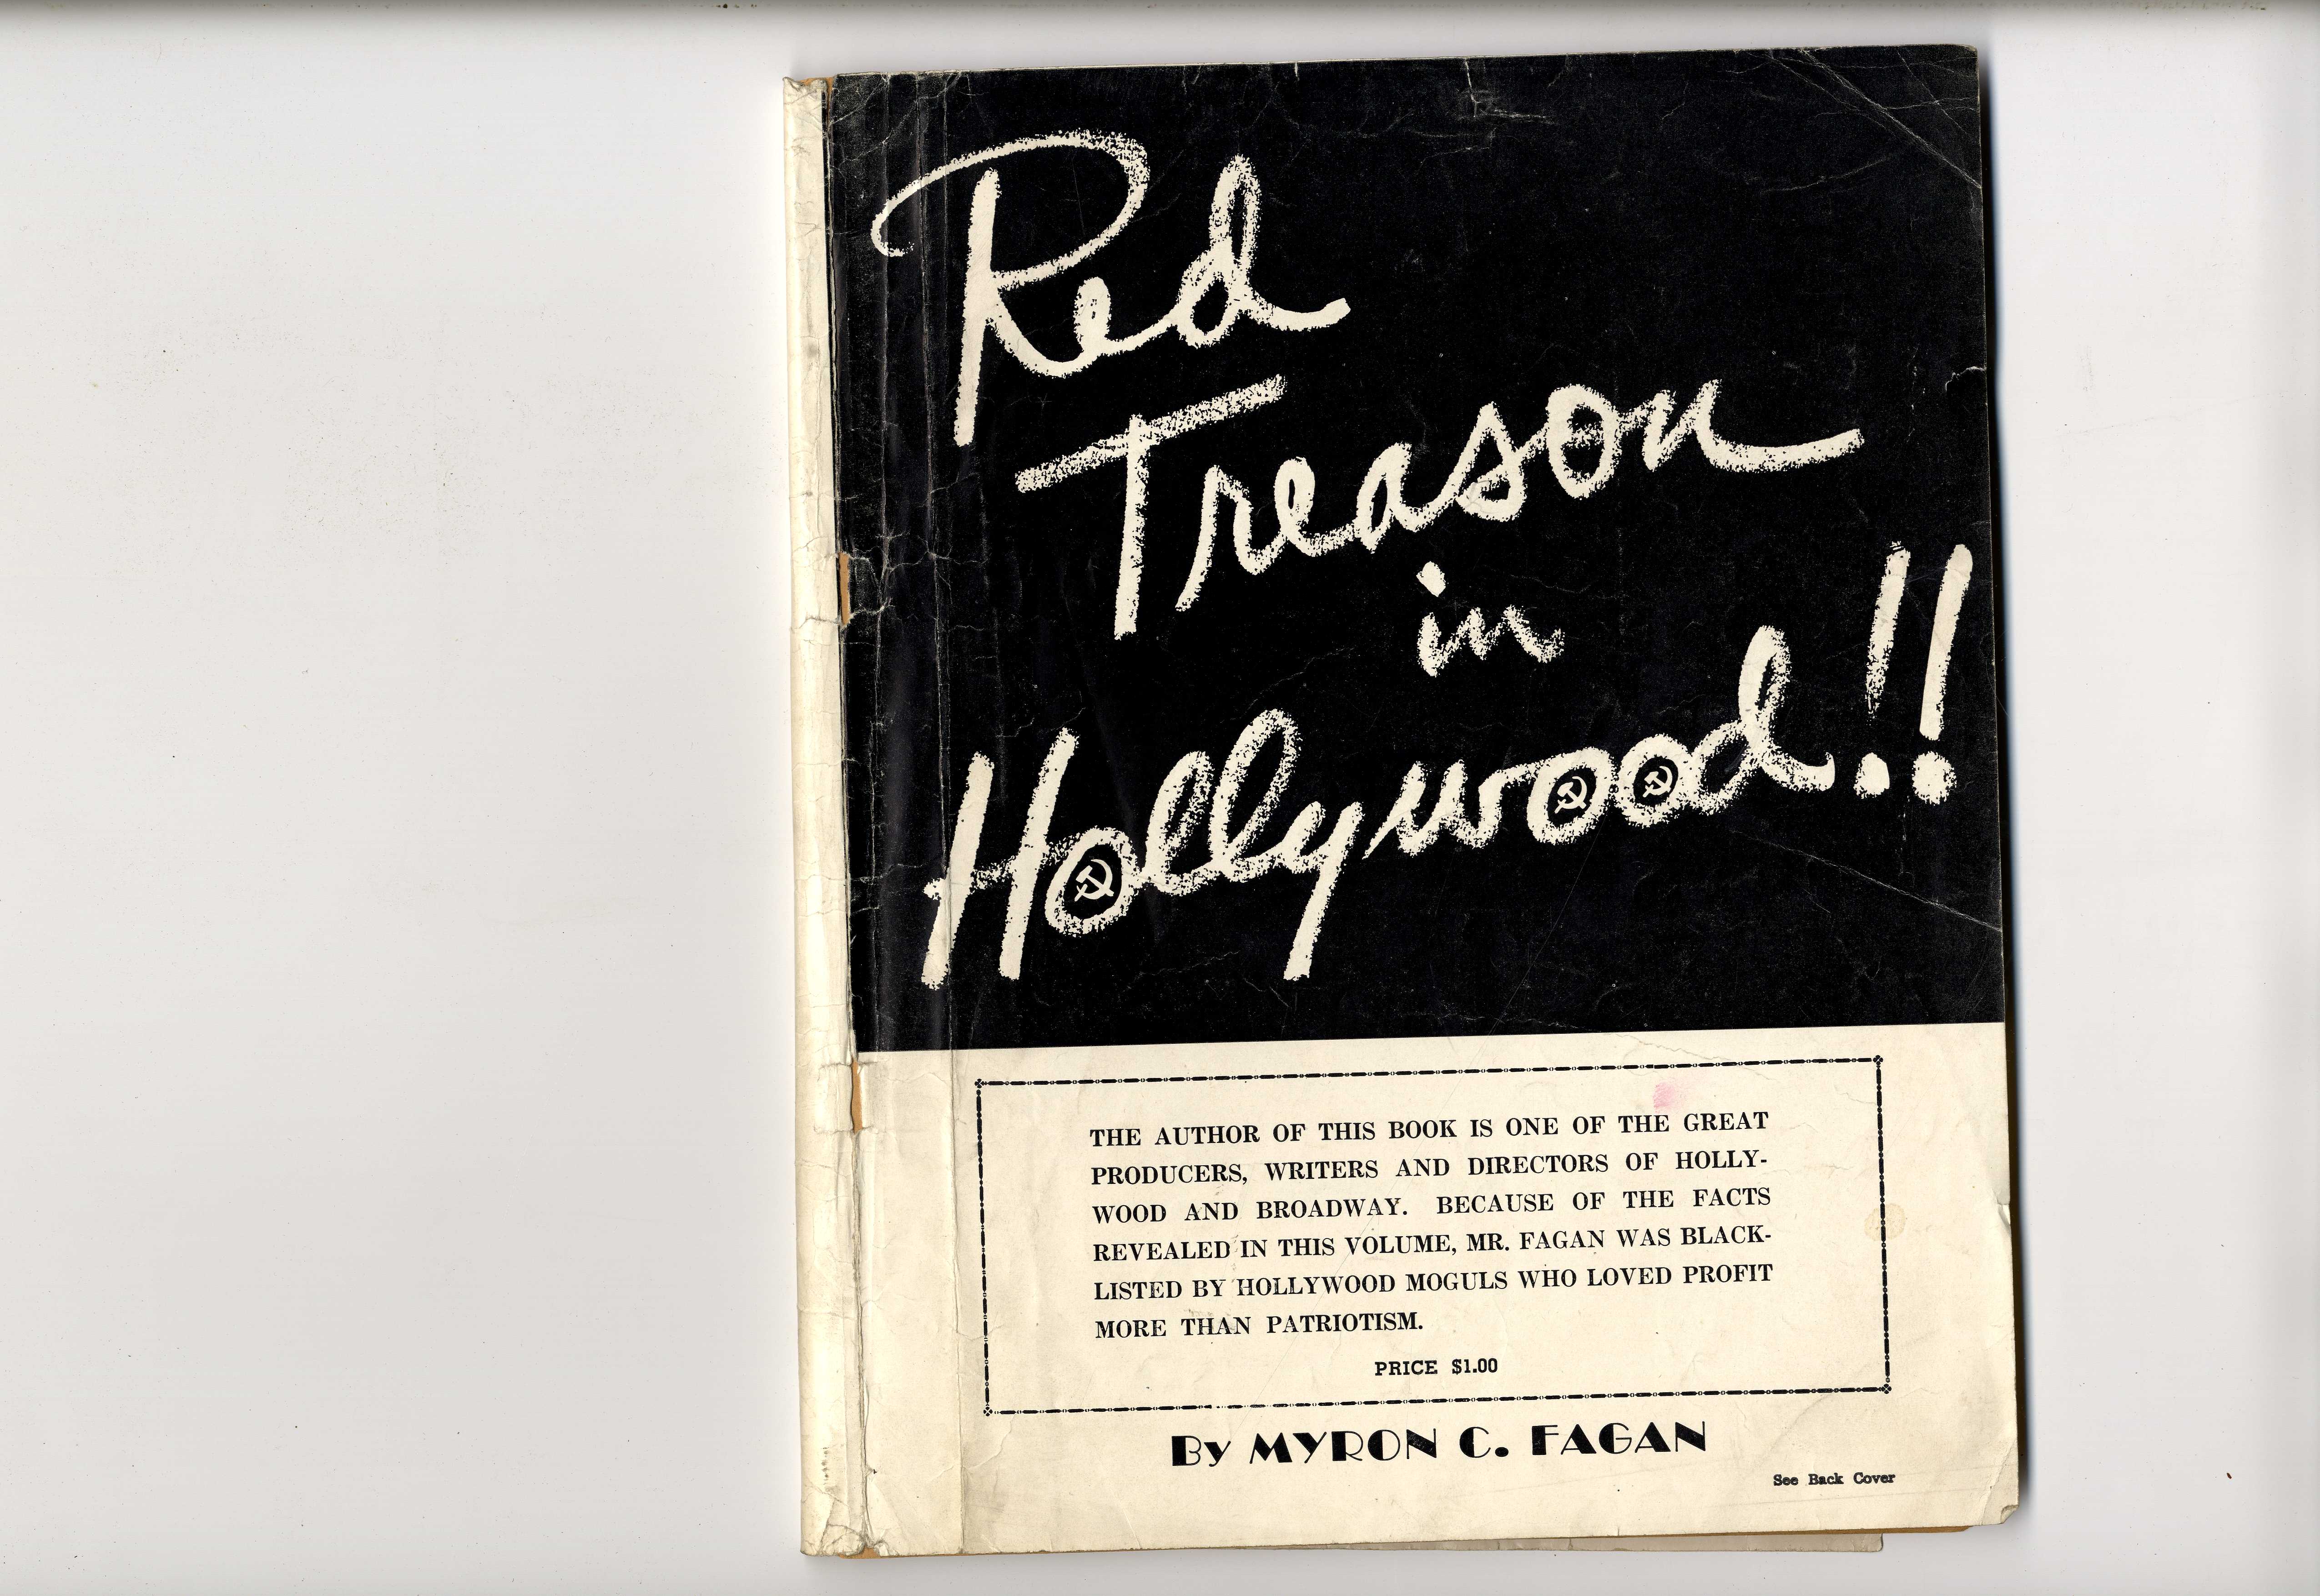 Red
Treason
in
Hollywood!!
THE AUTHOR OF THIS BOOK IS ONE OF THE GREAT
PRODUCERS, WRITERS AND DIRECTORS OF HOLLY-
WOOD AND BROADWAY. BECAUSE OF THE FACTS
REVEALED IN THIS VOLUME, MR. FAGAN WAS BLACK-
LISTED BY HOLLYWOOD MOGULS WHO LOVED PROFIT
MORE THAN PATRIOTISM.
PRICE $1.00
By MYRON C. FAGAN
See Back Cover